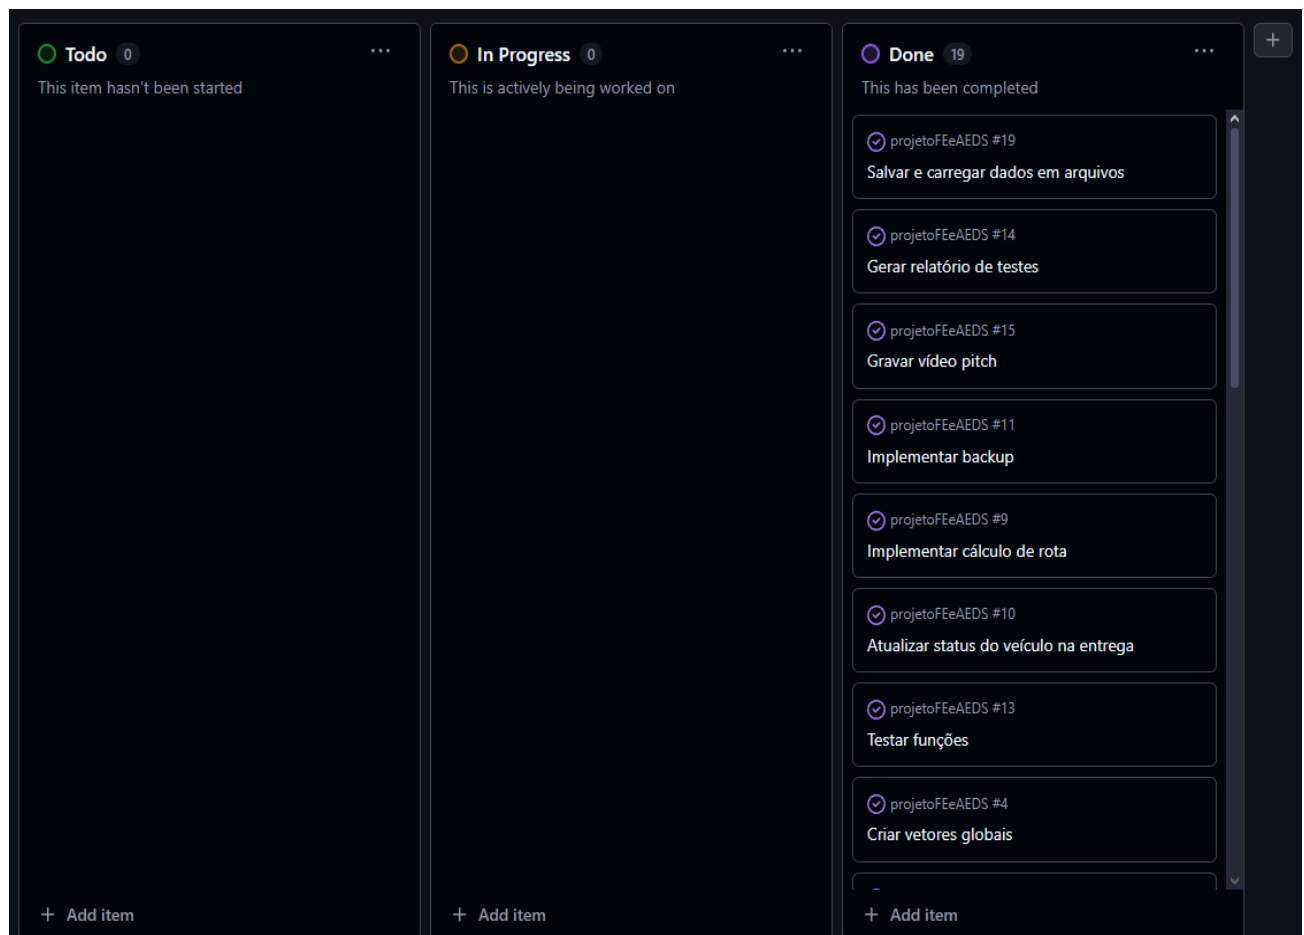 Todo 0
This item hasn't been started
+ Add item
In Progress 0
This is actively being worked on
+ Add item
Done 19
This has been completed
projetoFEeAEDS #19
Salvar e carregar dados em arquivos
projetoFEeAEDS #14
Gerar relatório de testes
projetoFEeAEDS #15
Gravar vídeo pitch
projetoFEeAEDS #11
Implementar backup
projetoFEeAEDS #9
Implementar cálculo de rota
projetoFEeAEDS #10
Atualizar status do veículo na entrega
projetoFEeAEDS #13
Testar funções
projetoFEeAEDS #4
Criar vetores globais
+ Add item